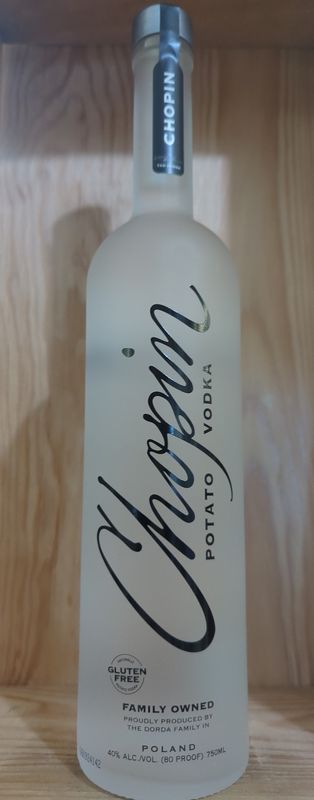 CHOPIN
Chopin
POTATO VODKA
GLUTEN
FREE
FAMILY OWNED
PROUDLY PRODUCED BY
THE DORDA FAMILY IN
POLAND
40% ALC./VOL. (80 PROOF) 750ML